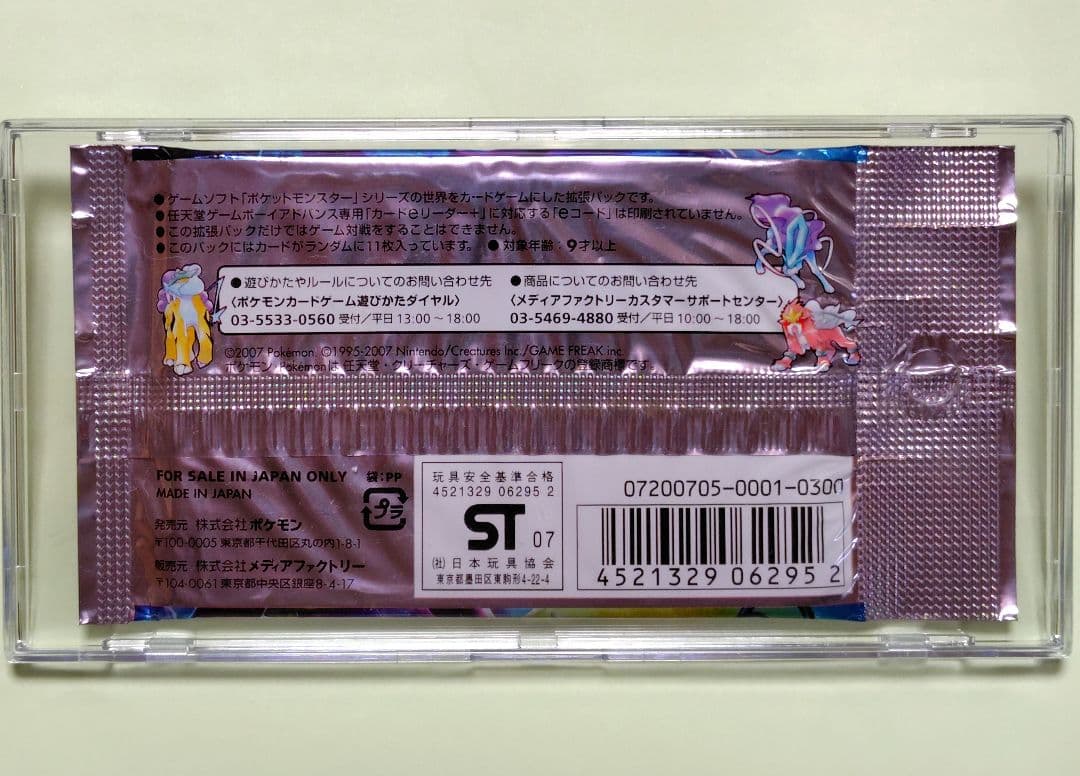 ●ゲームソフト「ポケットモンスター」シリーズの世界をカードゲームにした拡張パックです。
●任天堂ゲームボーイアドバンス専用「カードeリーダー+」に対応する「eコード」は印刷されていません。
●この拡張パックだけではゲーム対戦をすることはできません。
●このパックにはカードがランダムに11枚入っています。 ●対象年齢:9才以上
●遊びかたやルールについてのお問い合わせ先
〈ポケモンカードゲーム遊びかたダイヤル〉
03-5533-0560 受付/平日 13:00~18:00
●商品についてのお問い合わせ先
〈メディアファクトリーカスタマーサポートセンター〉
03-5469-4880 受付/平日 10:00~18:00
©2007 Pokémon. ©1995-2007 Nintendo/Creatures Inc./GAME FREAK inc.
ポケモン・Pokémonは 任天堂・クリーチャーズ・ゲームフリークの登録商標です。
FOR SALE IN JAPAN ONLY
MADE IN JAPAN
袋:PP
プラ
発売元 株式会社ポケモン
〒100-0005 東京都千代田区丸の内1-8-1
販売元 株式会社メディアファクトリー
〒104-0061 東京都中央区銀座8-4-17
玩具安全基準合格
4521329 06295 2
ST 07
(社)日本玩具協会
東京都墨田区東駒形4-22-4
07200705-0001-0300
4521329 06295 2